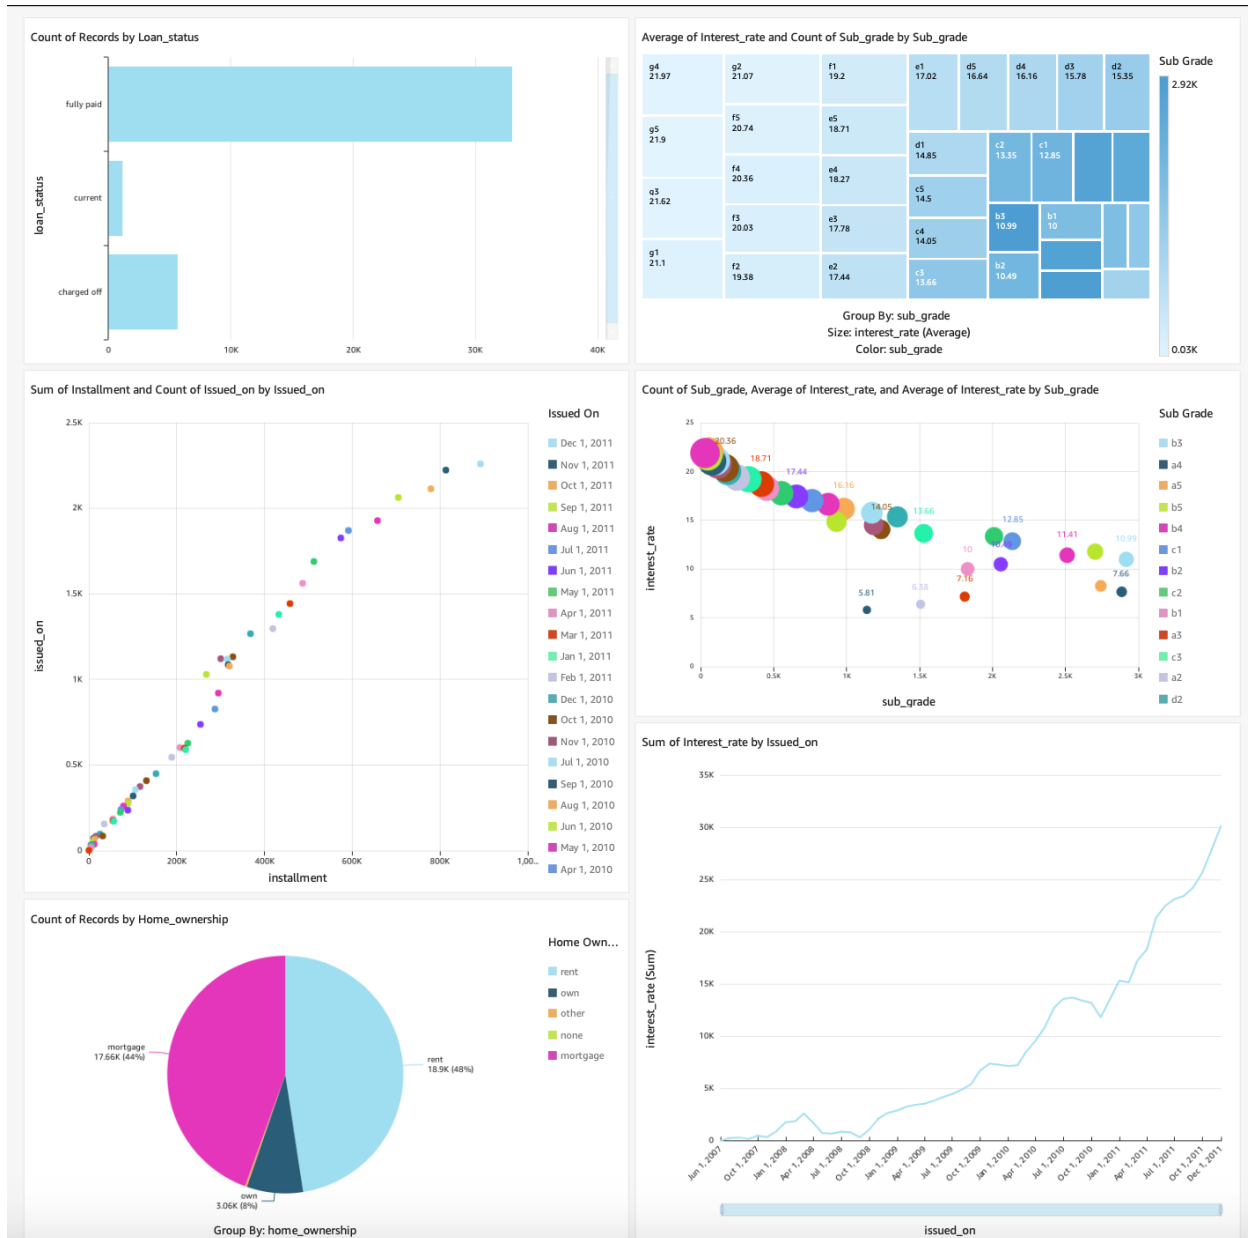 Count of Records by Loan_status
loan_status
fully paid
current
charged off
0
10K
20K
30K
40K
Average of Interest_rate and Count of Sub_grade by Sub_grade
g4
21.97
g5
21.9
g3
21.62
g1
21.1
g2
21.07
f5
20.74
f4
20.36
f3
20.03
f2
19.38
f1
19.2
e5
18.71
e4
18.27
e3
17.78
e2
17.44
e1
17.02
d5
16.64
d4
16.16
d3
15.78
d2
15.35
d1
14.85
c5
14.5
c4
14.05
c3
13.66
c2
13.35
c1
12.85
b3
10.99
b1
10
b2
10.49
Group By: sub_grade
Size: interest_rate (Average)
Color: sub_grade
Sub Grade
2.92K
0.03K
Sum of Installment and Count of Issued_on by Issued_on
issued_on
2.5K
2K
1.5K
1K
0.5K
0
0
200K
400K
600K
800K
1,00...
installment
Issued On
Dec 1, 2011
Nov 1, 2011
Oct 1, 2011
Sep 1, 2011
Aug 1, 2011
Jul 1, 2011
Jun 1, 2011
May 1, 2011
Apr 1, 2011
Mar 1, 2011
Jan 1, 2011
Feb 1, 2011
Dec 1, 2010
Oct 1, 2010
Nov 1, 2010
Jul 1, 2010
Sep 1, 2010
Aug 1, 2010
Jun 1, 2010
May 1, 2010
Apr 1, 2010
Count of Sub_grade, Average of Interest_rate, and Average of Interest_rate by Sub_grade
interest_rate
25
20
15
10
5
0
20.36
18.71
17.44
16.16
14.05
13.66
12.85
11.41
10.99
10
7.66
7.16
6.38
5.81
0
0.5K
1K
1.5K
2K
2.5K
3K
sub_grade
Sub Grade
b3
a4
a5
b5
b4
c1
b2
c2
b1
a3
c3
a2
d2
Count of Records by Home_ownership
mortgage
17.66K (44%)
rent
18.9K (48%)
own
3.06K (8%)
Group By: home_ownership
Home Own...
rent
own
other
none
mortgage
Sum of Interest_rate by Issued_on
interest_rate (Sum)
35K
30K
25K
20K
15K
10K
5K
0
Jun 1, 2007
Oct 1, 2007
Jan 1, 2008
Apr 1, 2008
Jul 1, 2008
Oct 1, 2008
Jan 1, 2009
Apr 1, 2009
Jul 1, 2009
Oct 1, 2009
Jan 1, 2010
Apr 1, 2010
Jul 1, 2010
Oct 1, 2010
Jan 1, 2011
Apr 1, 2011
Jul 1, 2011
Oct 1, 2011
Dec 1, 2011
issued_on